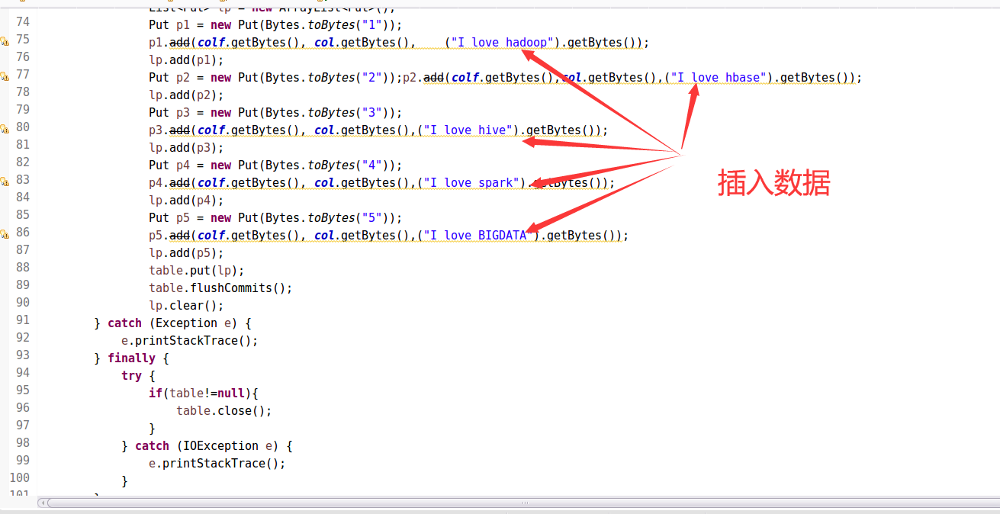 List<Put> lp = new ArrayList<Put>();
74 Put p1 = new Put(Bytes.toBytes("1"));
75 p1.add(colf.getBytes(), col.getBytes(), ("I love hadoop").getBytes());
76 lp.add(p1);
77 Put p2 = new Put(Bytes.toBytes("2"));p2.add(colf.getBytes(),col.getBytes(),("I love hbase").getBytes());
78 lp.add(p2);
79 Put p3 = new Put(Bytes.toBytes("3"));
80 p3.add(colf.getBytes(), col.getBytes(),("I love hive").getBytes());
81 lp.add(p3);
82 Put p4 = new Put(Bytes.toBytes("4"));
83 p4.add(colf.getBytes(), col.getBytes(),("I love spark").getBytes());
插入数据
84 lp.add(p4);
85 Put p5 = new Put(Bytes.toBytes("5"));
86 p5.add(colf.getBytes(), col.getBytes(),("I love BIGDATA").getBytes());
87 lp.add(p5);
88 table.put(lp);
89 table.flushCommits();
90 lp.clear();
91 } catch (Exception e) {
92 e.printStackTrace();
93 } finally {
94 try {
95 if(table!=null){
96 table.close();
97 }
98 } catch (IOException e) {
99 e.printStackTrace();
100 }
101 }